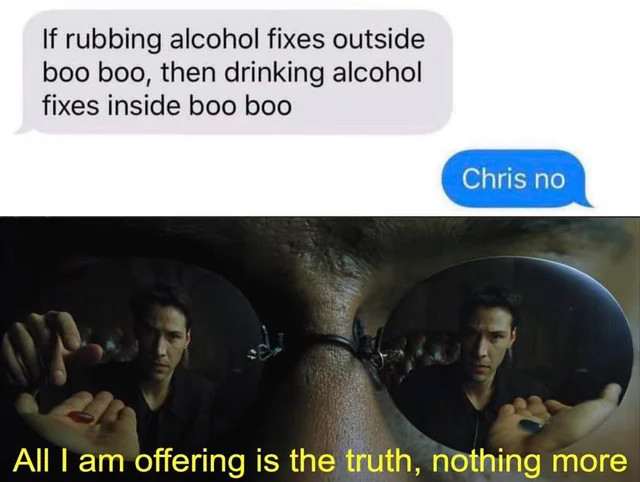 If rubbing alcohol fixes outside
boo boo, then drinking alcohol
fixes inside boo boo
Chris no
All I am offering is the truth, nothing more